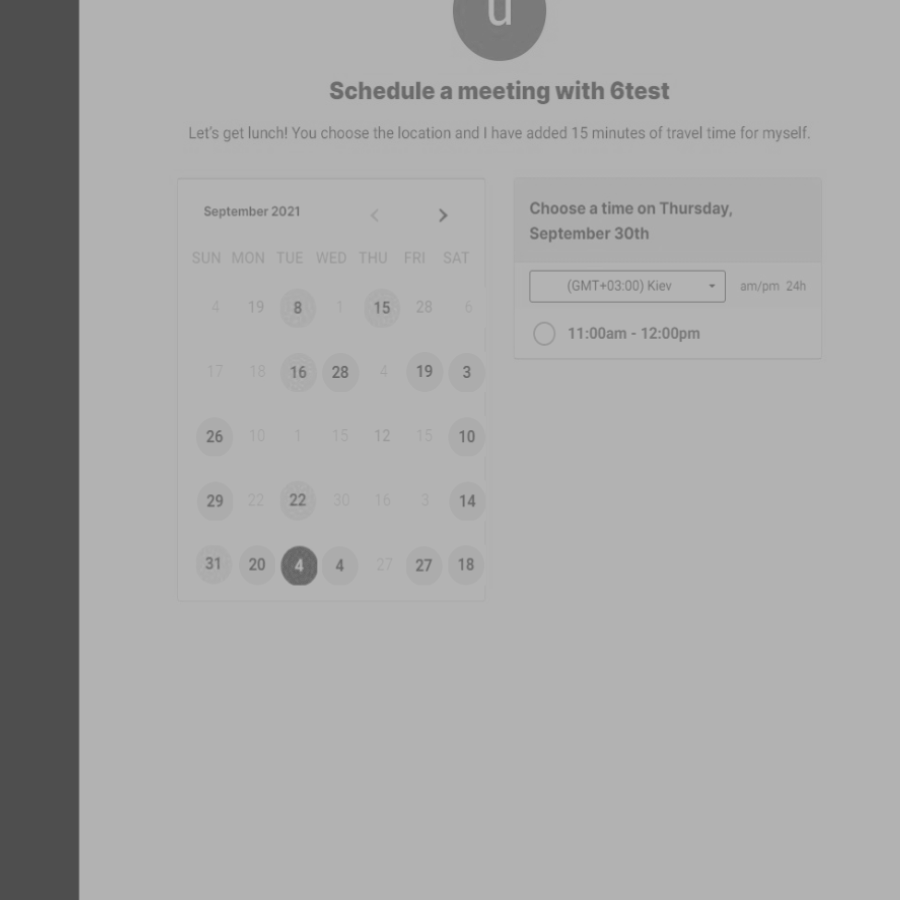 u
Schedule a meeting with 6test
Let's get lunch! You choose the location and I have added 15 minutes of travel time for myself.
September 2021
SUN MON TUE WED THU FRI SAT
4 19 8 1 15 28 6
17 18 16 28 4 19 3
26 10 1 15 12 15 10
29 22 22 30 16 3 14
31 20 4 4 27 27 18
Choose a time on Thursday,
September 30th
(GMT+03:00) Kiev am/pm 24h
11:00am - 12:00pm